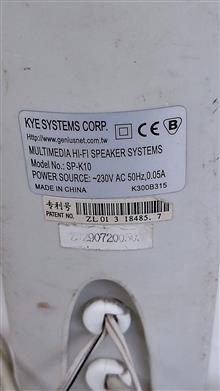 KYE SYSTEMS CORP.
Http://www.geniusnet.com.tw
MULTIMEDIA HI-FI SPEAKER SYSTEMS
Model No.: SP-K10
POWER SOURCE: ~230V AC 50Hz,0.05A
MADE IN CHINA K300B315
专利号
PATENT NO.
ZL 01 3 18485. 7